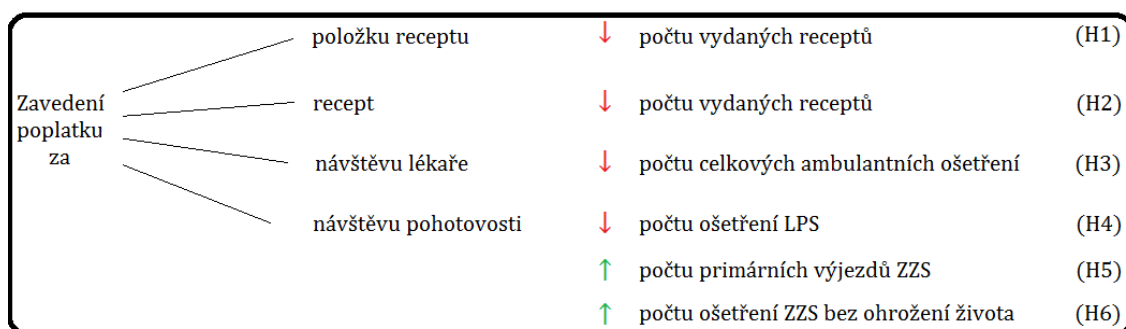 položku receptu ↓ počtu vydaných receptů (H1)
Zavedení
poplatku
za
recept ↓ počtu vydaných receptů (H2)
návštěvu lékaře ↓ počtu celkových ambulantních ošetření (H3)
návštěvu pohotovosti ↓ počtu ošetření LPS (H4)
↑ počtu primárních výjezdů ZZS (H5)
↑ počtu ošetření ZZS bez ohrožení života (H6)